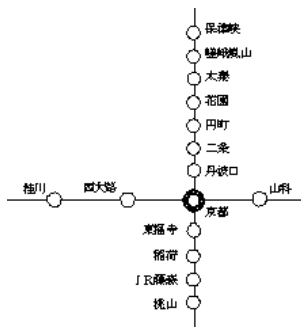 保津峡
嵯峨嵐山
太秦
花園
円町
二条
丹波口
桂川
西大路
山科
京都
東福寺
稲荷
JR藤森
桃山